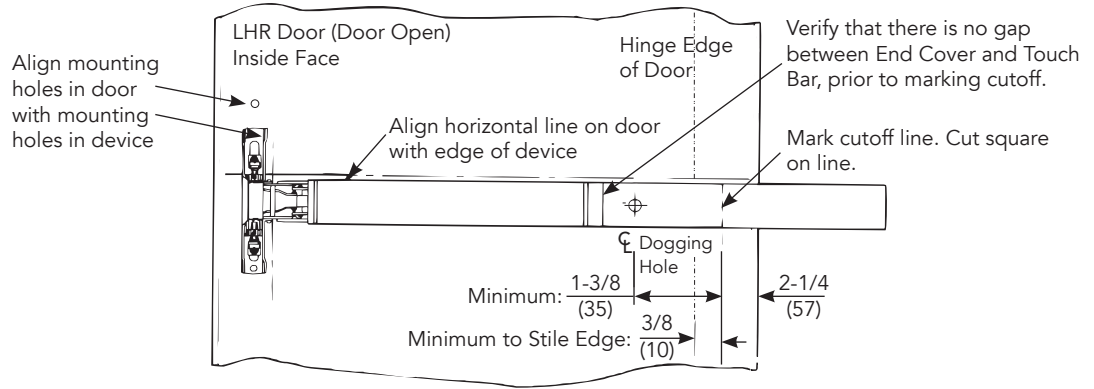 LHR Door (Door Open)
Inside Face
Hinge Edge
of Door
Verify that there is no gap
between End Cover and Touch
Bar, prior to marking cutoff.
Align mounting
holes in door
with mounting
holes in device
Align horizontal line on door
with edge of device
Mark cutoff line. Cut square
on line.
℄ Dogging
Hole
Minimum: 1-3/8
(35)
2-1/4
(57)
Minimum to Stile Edge: 3/8
(10)